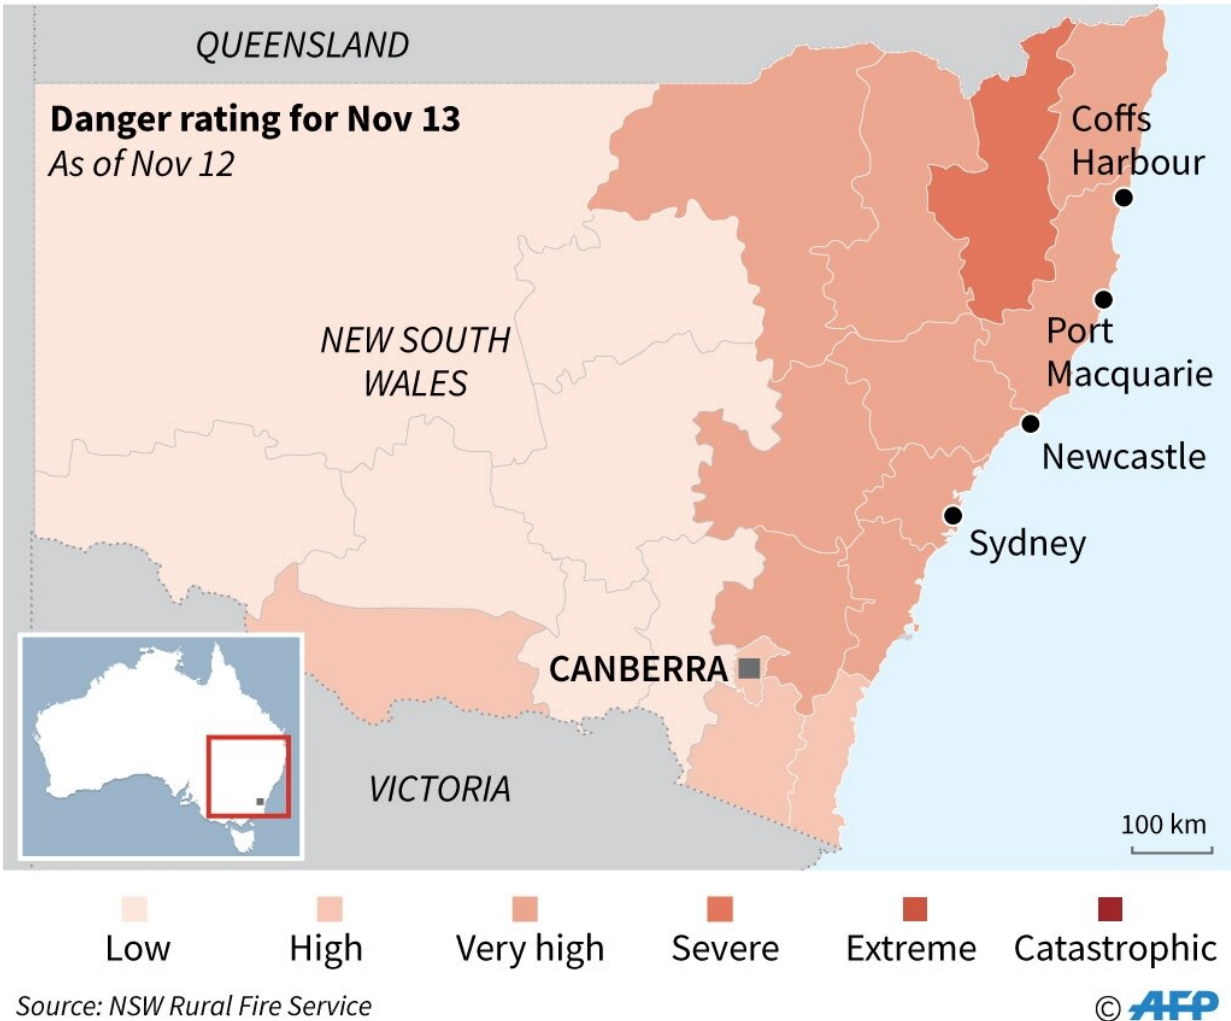 QUEENSLAND
Danger rating for Nov 13
As of Nov 12
Coffs
Harbour
NEW SOUTH
WALES
Port
Macquarie
Newcastle
Sydney
CANBERRA
VICTORIA
100 km
Low
High
Very high
Severe
Extreme
Catastrophic
Source: NSW Rural Fire Service
© AFP